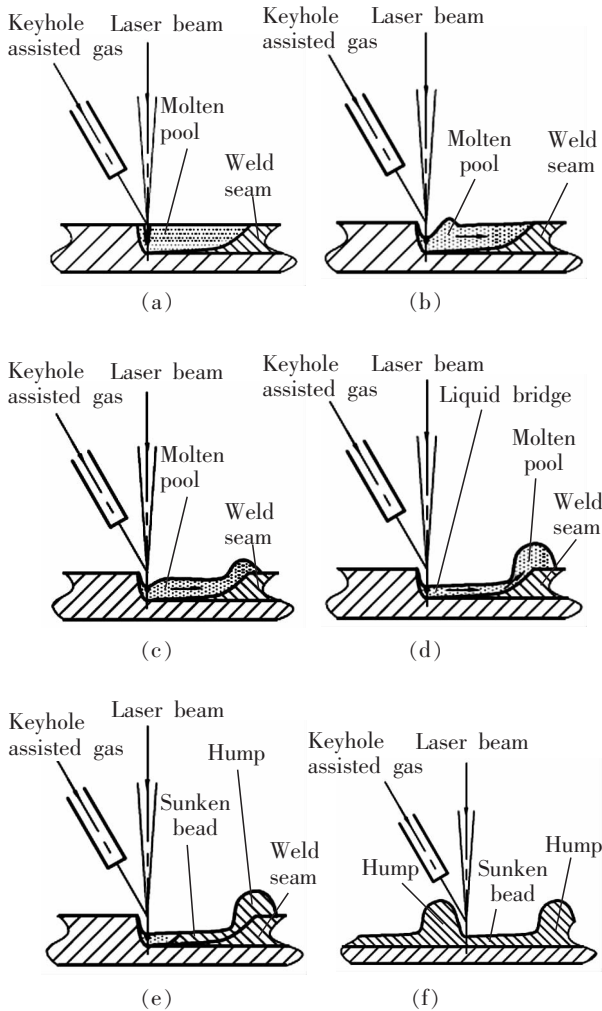 Keyhole
assisted gas
Laser beam
Molten
pool
Weld
seam
(a)
Keyhole
assisted gas
Laser beam
Molten
pool
Weld
seam
(b)
Keyhole
assisted gas
Laser beam
Molten
pool
Weld
seam
(c)
Keyhole
assisted gas
Laser beam
Liquid bridge
Molten
pool
Weld
seam
(d)
Keyhole
assisted gas
Laser beam
Hump
Sunken
bead
Weld
seam
(e)
Keyhole
assisted gas
Laser beam
Hump
Sunken
bead
Hump
(f)